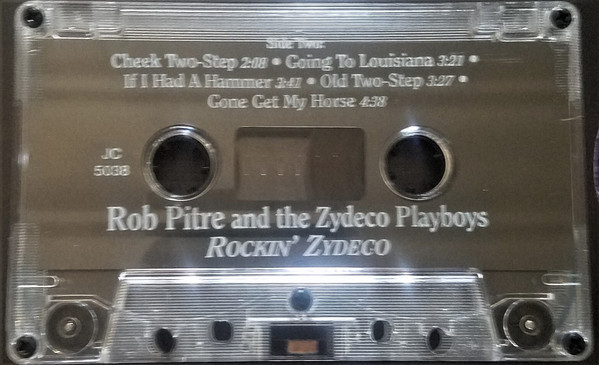 Side Two:
Cheek Two-Step 2:08 • Going To Louisiana 3:21 •
If I Had A Hammer 3:41 • Old Two-Step 3:27 •
Gone Get My Horse 4:38
JC
5038
Rob Pitre and the Zydeco Playboys
ROCKIN' ZYDECO